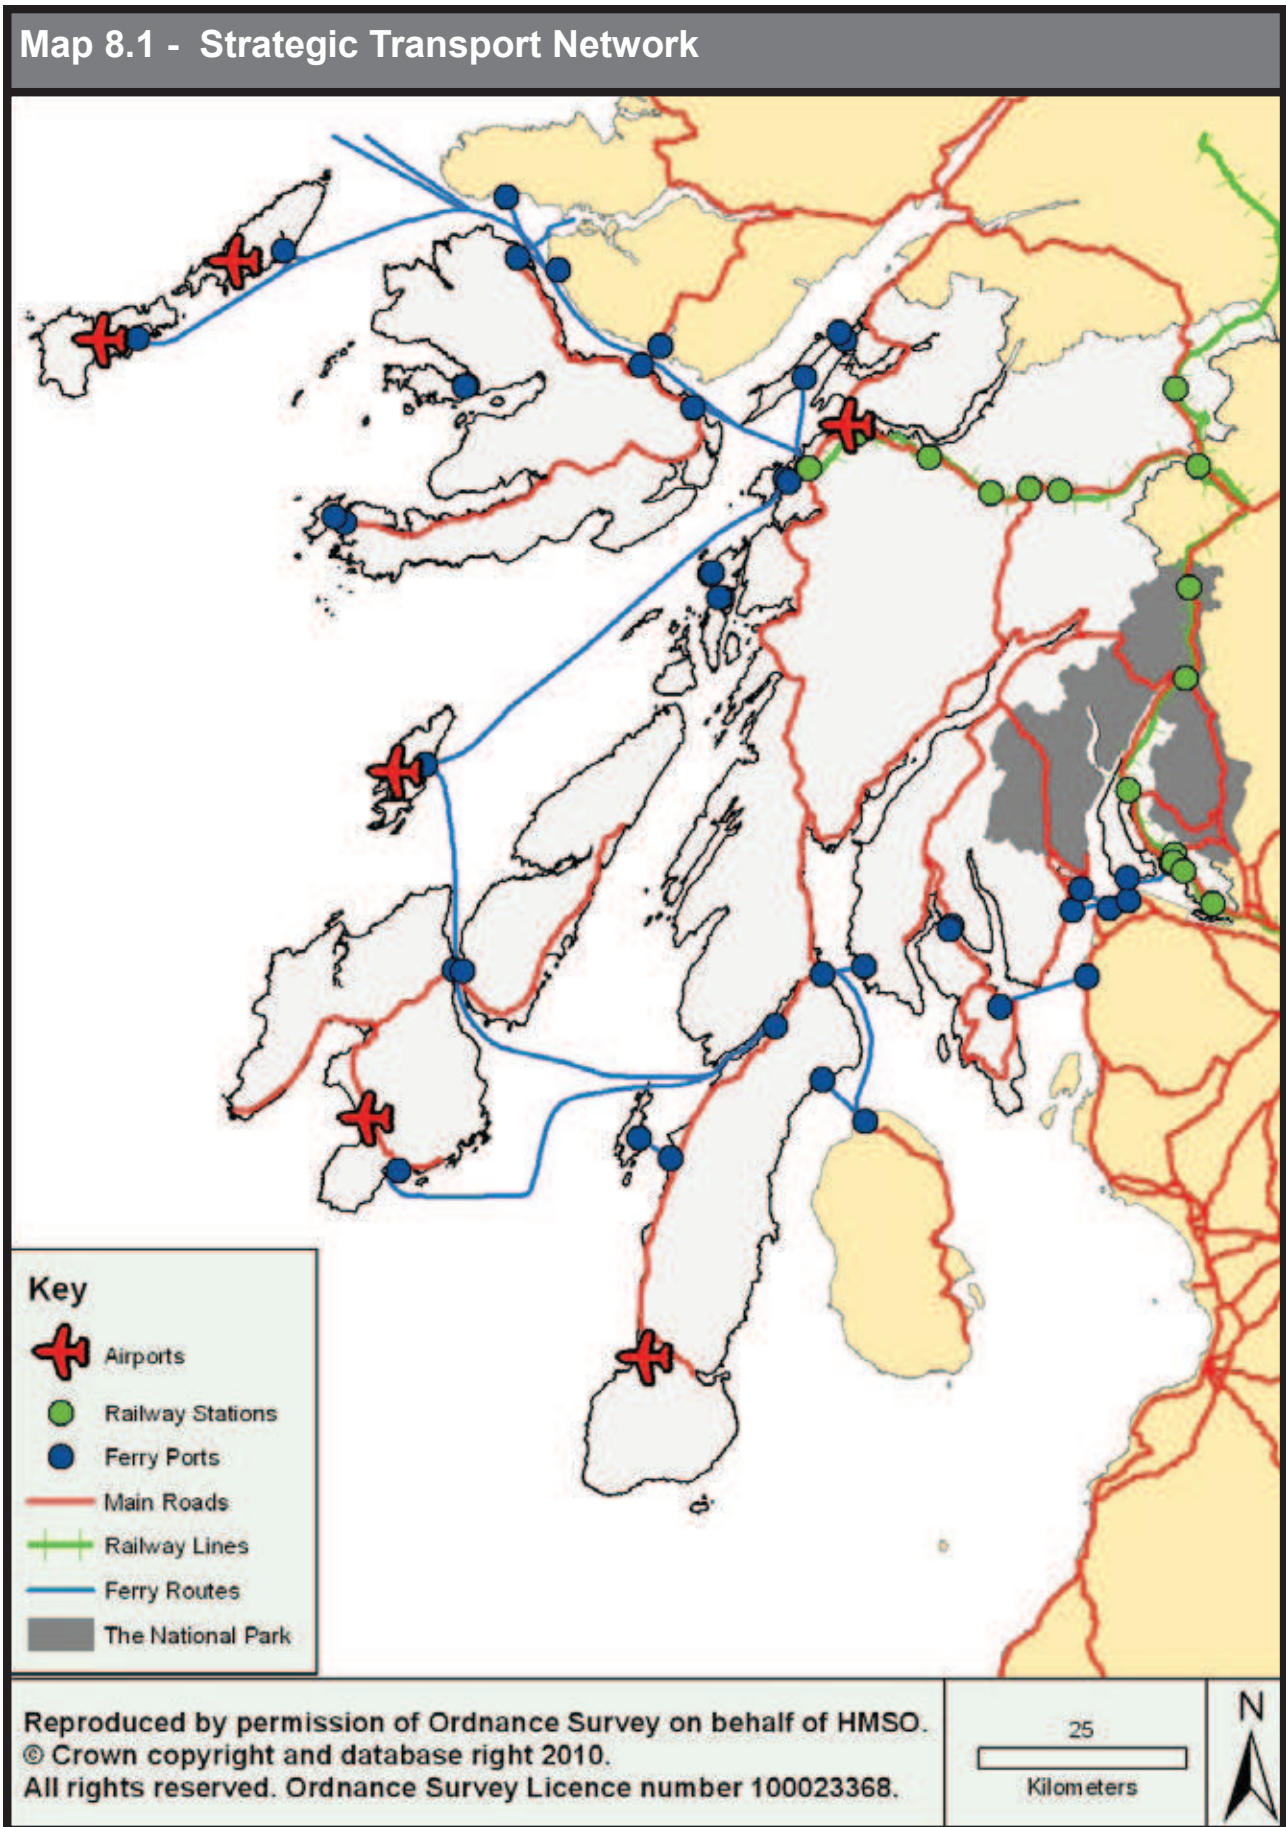 Map 8.1 - Strategic Transport Network
Key
Airports
Railway Stations
Ferry Ports
Main Roads
Railway Lines
Ferry Routes
The National Park
Reproduced by permission of Ordnance Survey on behalf of HMSO.
© Crown copyright and database right 2010.
All rights reserved. Ordnance Survey Licence number 100023368.
25
Kilometers
N